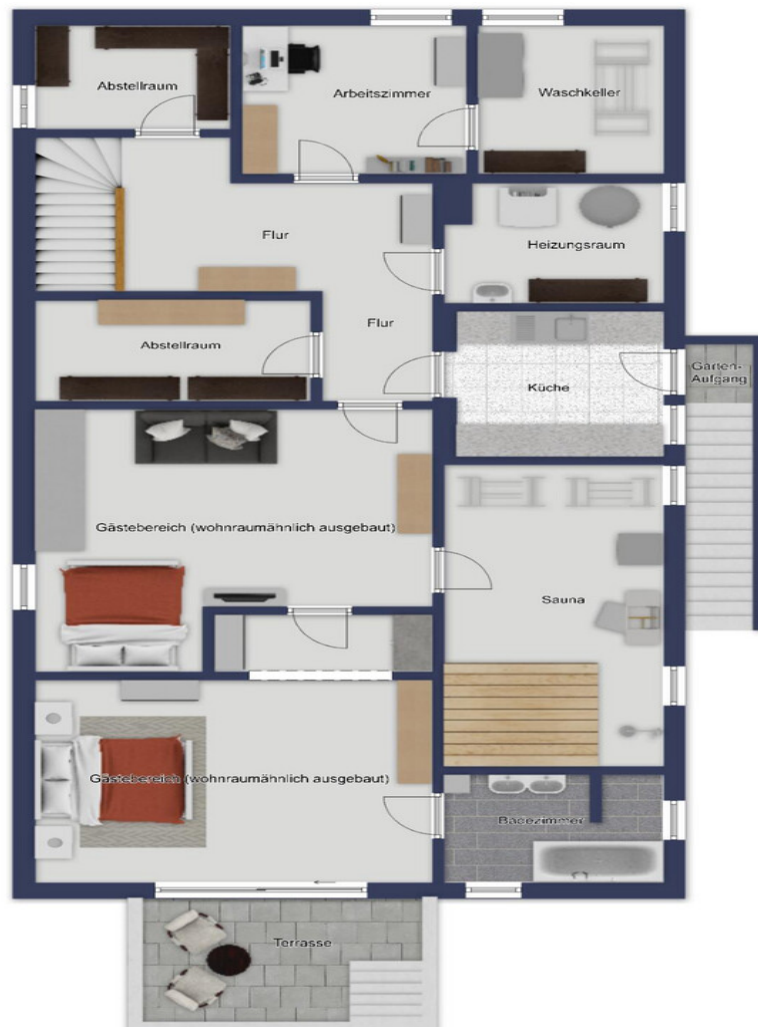 Abstellraum
Arbeitszimmer
Waschkeller
Flur
Heizungsraum
Flur
Abstellraum
Küche
Garten-
Aufgang
Gästebereich (wohnraumähnlich ausgebaut)
Sauna
Gästebereich (wohnraumähnlich ausgebaut)
Badezimmer
Terrasse